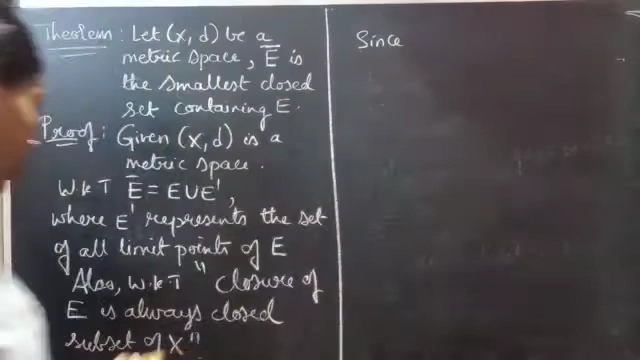 Theorem : Let (X, d) be a
metric space, E̅ is
the smallest closed
set containing E.
Proof : Given (X, d) is a
metric space.
W.k.T E̅ = E∪E',
where E' represents the set
of all limit points of E
Also, W.k.T " closure of
E is always closed
subset of X "
Since